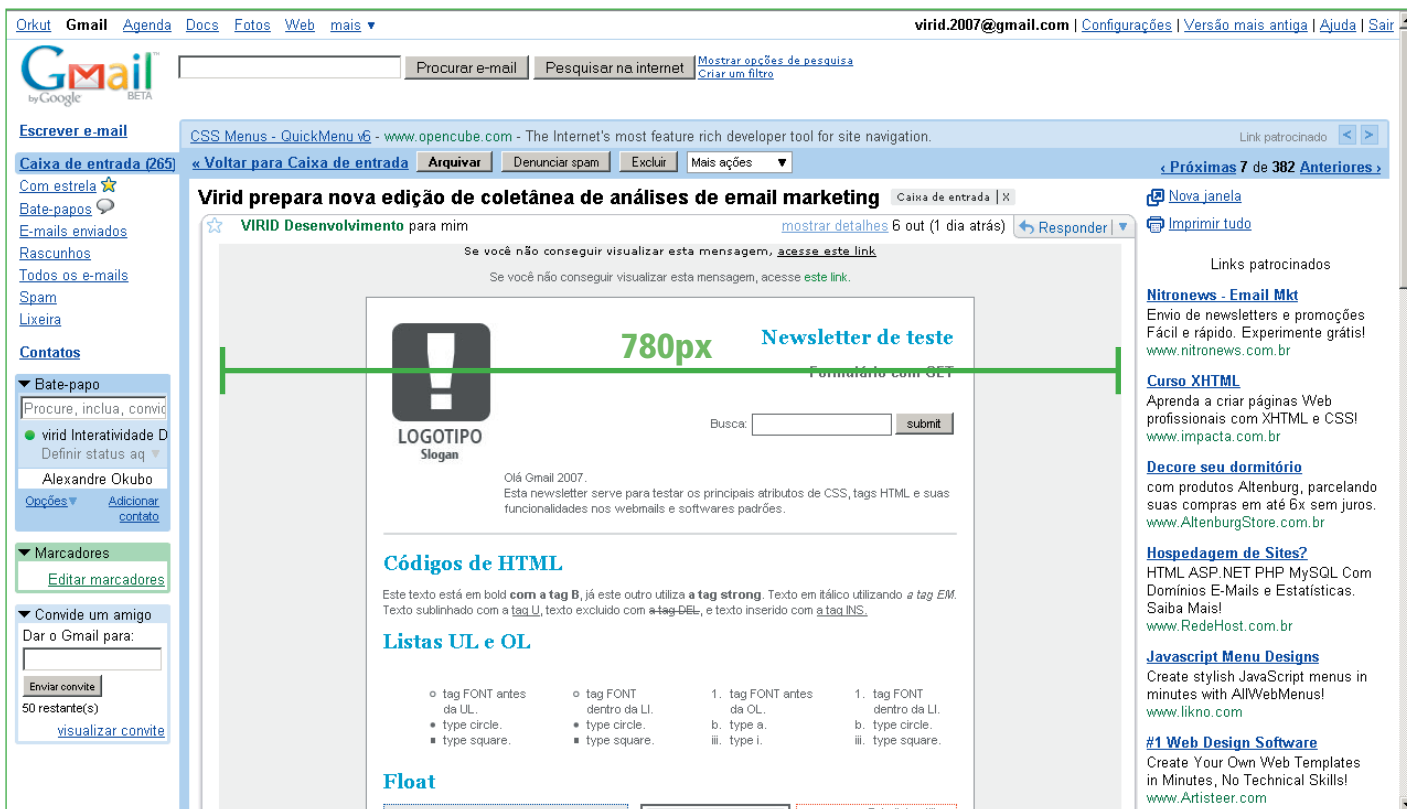 Orkut Gmail Agenda Docs Fotos Web mais ▼
virid.2007@gmail.com | Configurações | Versão mais antiga | Ajuda | Sair
Gmail™
by Google BETA
Procurar e-mail
Pesquisar na internet
Mostrar opções de pesquisa
Criar um filtro
Escrever e-mail
Caixa de entrada (265)
Com estrela
Bate-papos
E-mails enviados
Rascunhos
Todos os e-mails
Spam
Lixeira
Contatos
▼ Bate-papo
Procure, inclua, convid
virid Interatividade D
Definir status aq ▼
Alexandre Okubo
Opções▼
Adicionar
contato
▼ Marcadores
Editar marcadores
▼ Convide um amigo
Dar o Gmail para:
Enviar convite
50 restante(s)
visualizar convite
CSS Menus - QuickMenu v6 - www.opencube.com - The Internet's most feature rich developer tool for site navigation.
Link patrocinado < >
« Voltar para Caixa de entrada Arquivar Denunciar spam Excluir Mais ações ▼
‹ Próximas 7 de 382 Anteriores ›
Virid prepara nova edição de coletânea de análises de email marketing Caixa de entrada | X
VIRID Desenvolvimento para mim
mostrar detalhes 6 out (1 dia atrás) Responder | ▼
Se você não conseguir visualizar esta mensagem, acesse este link
Se você não conseguir visualizar esta mensagem, acesse este link.
780px
Newsletter de teste
Formulário com GET
LOGOTIPO
Slogan
Busca:
submit
Olá Gmail 2007.
Esta newsletter serve para testar os principais atributos de CSS, tags HTML e suas
funcionalidades nos webmails e softwares padrões.
Códigos de HTML
Este texto está em bold com a tag B, já este outro utiliza a tag strong. Texto em itálico utilizando a tag EM.
Texto sublinhado com a tag U, texto excluido com a tag DEL, e texto inserido com a tag INS.
Listas UL e OL
tag FONT antes
da UL.
type circle.
type square.
tag FONT
dentro da LI.
type circle.
type square.
1. tag FONT antes
da OL.
b. type a.
iii. type i.
1. tag FONT
dentro da LI.
b. type circle.
iii. type square.
Float
Nova janela
Imprimir tudo
Links patrocinados
Nitronews - Email Mkt
Envio de newsletters e promoções
Fácil e rápido. Experimente grátis!
www.nitronews.com.br
Curso XHTML
Aprenda a criar páginas Web
profissionais com XHTML e CSS!
www.impacta.com.br
Decore seu dormitório
com produtos Altenburg, parcelando
suas compras em até 6x sem juros.
www.AltenburgStore.com.br
Hospedagem de Sites?
HTML ASP.NET PHP MySQL Com
Domínios E-Mails e Estatísticas.
Saiba Mais!
www.RedeHost.com.br
Javascript Menu Designs
Create stylish JavaScript menus in
minutes with AllWebMenus!
www.likno.com
#1 Web Design Software
Create Your Own Web Templates
in Minutes, No Technical Skills!
www.Artisteer.com